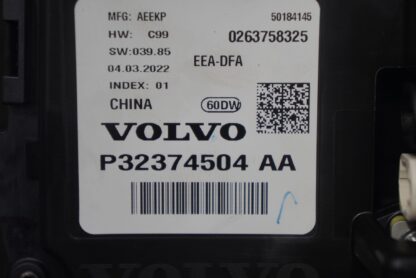 MFG: AEEKP 50184145
HW: C99 0263758325
SW:039.85 EEA-DFA
04.03.2022
INDEX: 01
CHINA 60DW
VOLVO
P32374504 AA